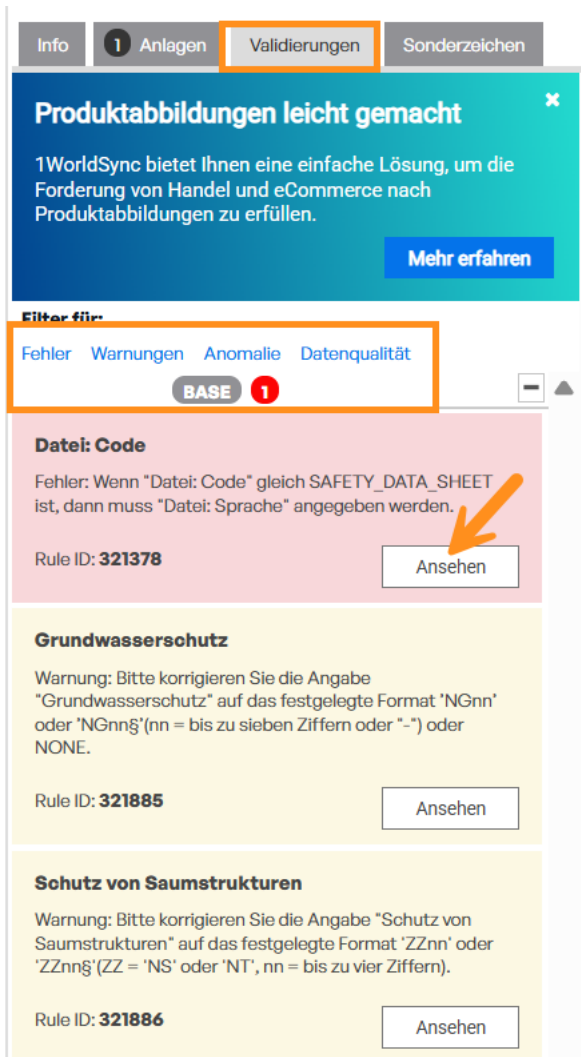 Info 1 Anlagen Validierungen Sonderzeichen
Produktabbildungen leicht gemacht
1WorldSync bietet Ihnen eine einfache Lösung, um die
Forderung von Handel und eCommerce nach
Produktabbildungen zu erfüllen.
Mehr erfahren
Filter für:
Fehler Warnungen Anomalie Datenqualität
BASE 1
Datei: Code
Fehler: Wenn "Datei: Code" gleich SAFETY_DATA_SHEET
ist, dann muss "Datei: Sprache" angegeben werden.
Rule ID: 321378
Ansehen
Grundwasserschutz
Warnung: Bitte korrigieren Sie die Angabe
"Grundwasserschutz" auf das festgelegte Format 'NGnn'
oder 'NGnn§'(nn = bis zu sieben Ziffern oder "-") oder
NONE.
Rule ID: 321885
Ansehen
Schutz von Saumstrukturen
Warnung: Bitte korrigieren Sie die Angabe "Schutz von
Saumstrukturen" auf das festgelegte Format 'ZZnn' oder
'ZZnn§'(ZZ = 'NS' oder 'NT', nn = bis zu vier Ziffern).
Rule ID: 321886
Ansehen